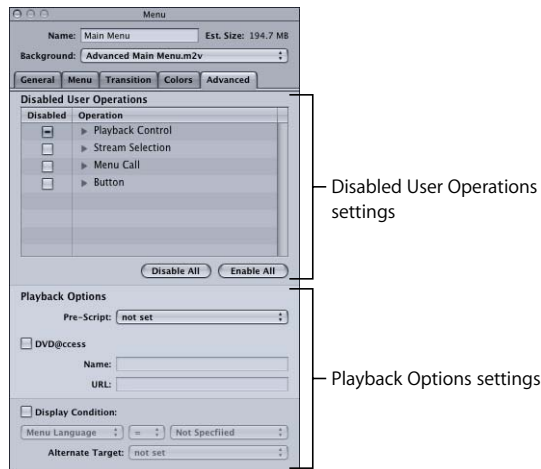 Menu
Name: Main Menu Est. Size: 194.7 MB
Background: Advanced Main Menu.m2v
General Menu Transition Colors Advanced
Disabled User Operations
Disabled Operation
Playback Control
Stream Selection
Menu Call
Button
Disable All Enable All
Disabled User Operations
settings
Playback Options
Pre-Script: not set
DVD@ccess
Name:
URL:
Playback Options settings
Display Condition:
Menu Language = Not Specfiied
Alternate Target: not set